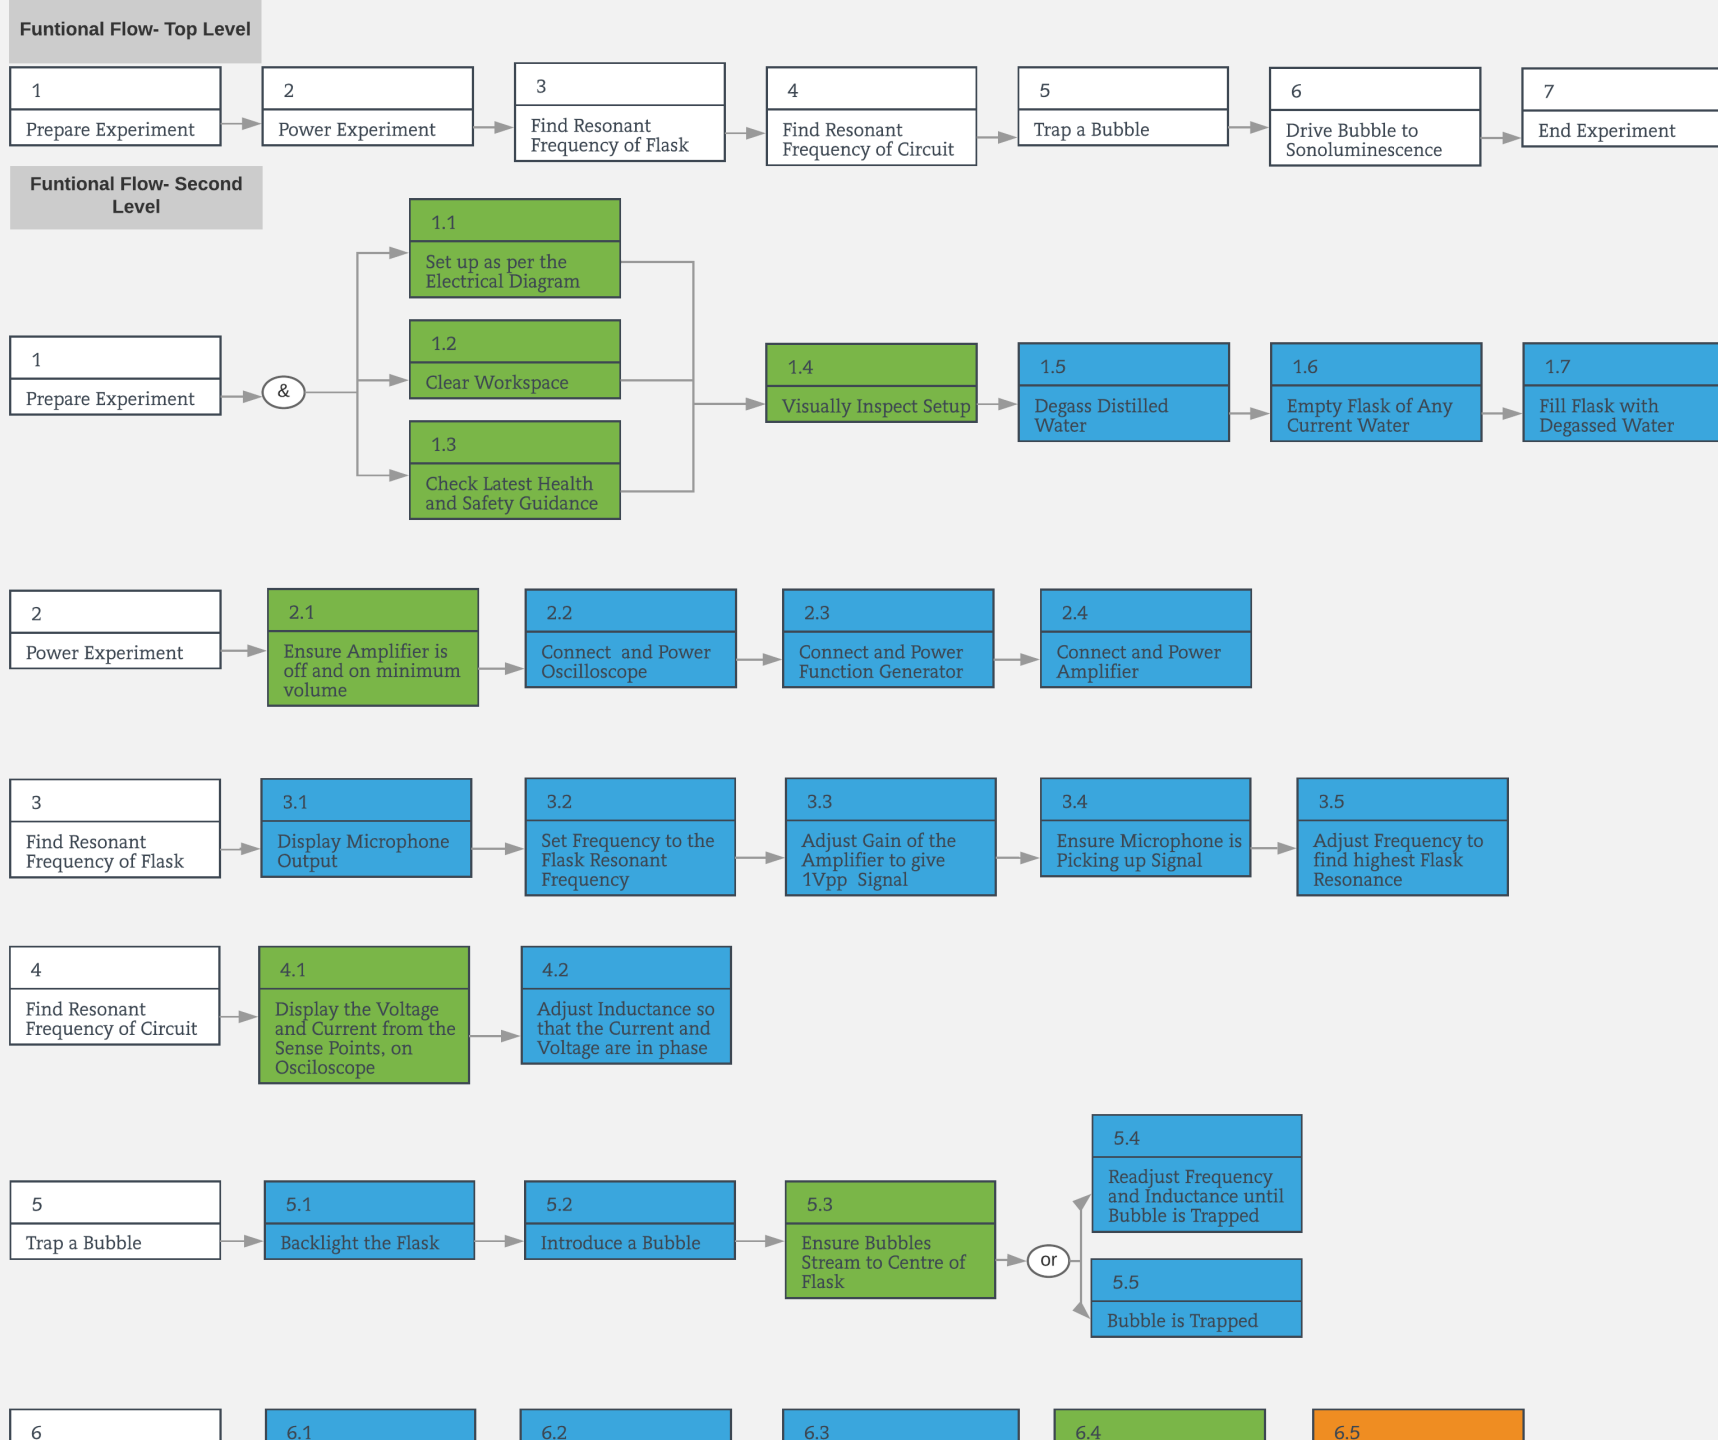 Funtional Flow- Top Level
1
Prepare Experiment
2
Power Experiment
3
Find Resonant
Frequency of Flask
4
Find Resonant
Frequency of Circuit
5
Trap a Bubble
6
Drive Bubble to
Sonoluminescence
7
End Experiment
Funtional Flow- Second
Level
1
Prepare Experiment
&
1.1
Set up as per the
Electrical Diagram
1.2
Clear Workspace
1.3
Check Latest Health
and Safety Guidance
1.4
Visually Inspect Setup
1.5
Degass Distilled
Water
1.6
Empty Flask of Any
Current Water
1.7
Fill Flask with
Degassed Water
2
Power Experiment
2.1
Ensure Amplifier is
off and on minimum
volume
2.2
Connect and Power
Oscilloscope
2.3
Connect and Power
Function Generator
2.4
Connect and Power
Amplifier
3
Find Resonant
Frequency of Flask
3.1
Display Microphone
Output
3.2
Set Frequency to the
Flask Resonant
Frequency
3.3
Adjust Gain of the
Amplifier to give
1Vpp Signal
3.4
Ensure Microphone is
Picking up Signal
3.5
Adjust Frequency to
find highest Flask
Resonance
4
Find Resonant
Frequency of Circuit
4.1
Display the Voltage
and Current from the
Sense Points, on
Osciloscope
4.2
Adjust Inductance so
that the Current and
Voltage are in phase
5
Trap a Bubble
5.1
Backlight the Flask
5.2
Introduce a Bubble
5.3
Ensure Bubbles
Stream to Centre of
Flask
or
5.4
Readjust Frequency
and Inductance until
Bubble is Trapped
5.5
Bubble is Trapped
6
6.1
6.2
6.3
6.4
6.5